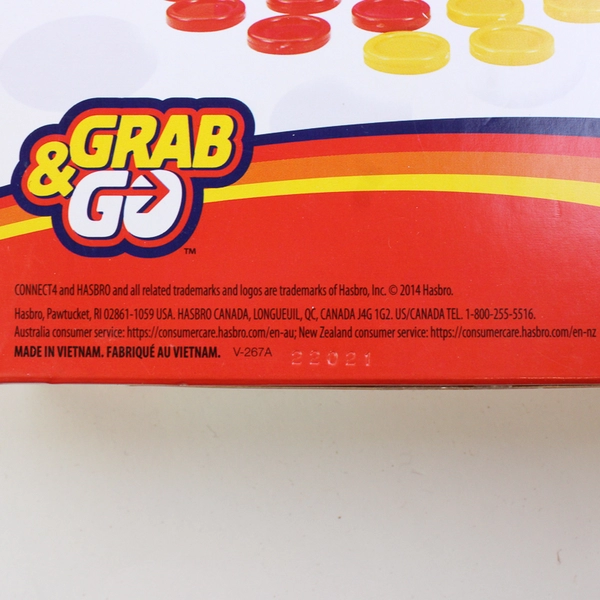 GRAB
& GO
™
CONNECT4 and HASBRO and all related trademarks and logos are trademarks of Hasbro, Inc. © 2014 Hasbro.
Hasbro, Pawtucket, RI 02861-1059 USA. HASBRO CANADA, LONGUEUIL, QC, CANADA J4G 1G2. US/CANADA TEL. 1-800-255-5516.
Australia consumer service: https://consumercare.hasbro.com/en-au; New Zealand consumer service: https://consumercare.hasbro.com/en-nz
MADE IN VIETNAM. FABRIQUÉ AU VIETNAM. V-267A 22021